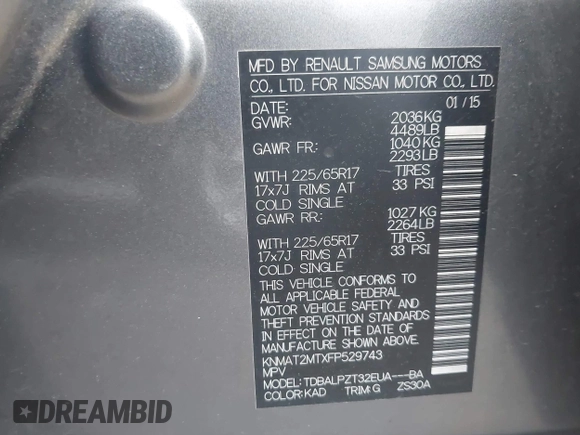 MFD BY RENAULT SAMSUNG MOTORS
CO., LTD. FOR NISSAN MOTOR CO., LTD.
DATE: 01 / 15
GVWR: 2036KG
4489LB
GAWR FR: 1040KG
2293LB
WITH 225/65R17 TIRES
17x7J RIMS AT 33 PSI
COLD SINGLE
GAWR RR: 1027KG
2264LB
WITH 225/65R17 TIRES
17x7J RIMS AT 33 PSI
COLD SINGLE
THIS VEHICLE CONFORMS TO
ALL APPLICABLE FEDERAL
MOTOR VEHICLE SAFETY AND
THEFT PREVENTION STANDARDS
IN EFFECT ON THE DATE OF
MANUFACTURE SHOWN ABOVE.
KNMAT2MTXFP529743
MPV
MODEL: TDBALPZT32EUA---BA
COLOR: KAD TRIM: G ZS30A
DREAMBID